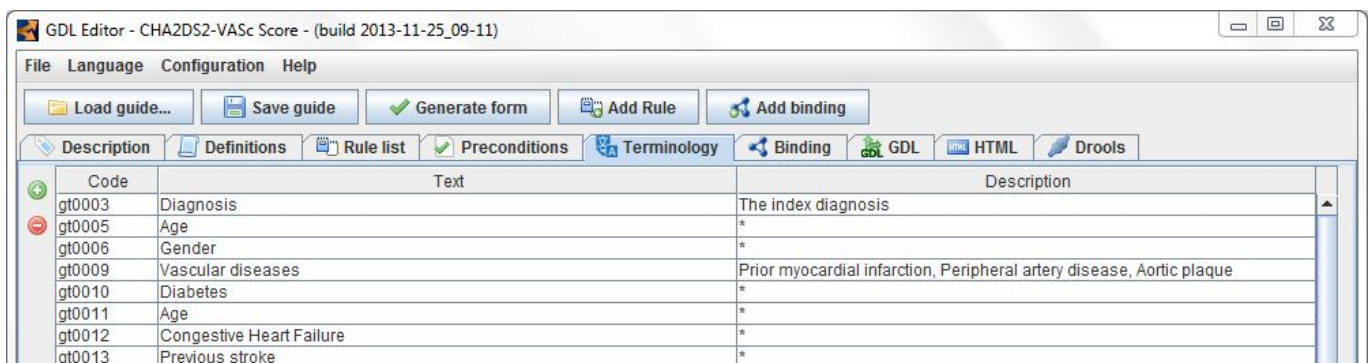 GDL Editor - CHA2DS2-VASc Score - (build 2013-11-25_09-11)
File Language Configuration Help
Load guide... Save guide Generate form Add Rule Add binding
Description Definitions Rule list Preconditions Terminology Binding GDL GDL HTML HTML Drools
Code Text Description
gt0003 Diagnosis The index diagnosis
gt0005 Age *
gt0006 Gender *
gt0009 Vascular diseases Prior myocardial infarction, Peripheral artery disease, Aortic plaque
gt0010 Diabetes *
gt0011 Age *
gt0012 Congestive Heart Failure *
gt0013 Previous stroke *